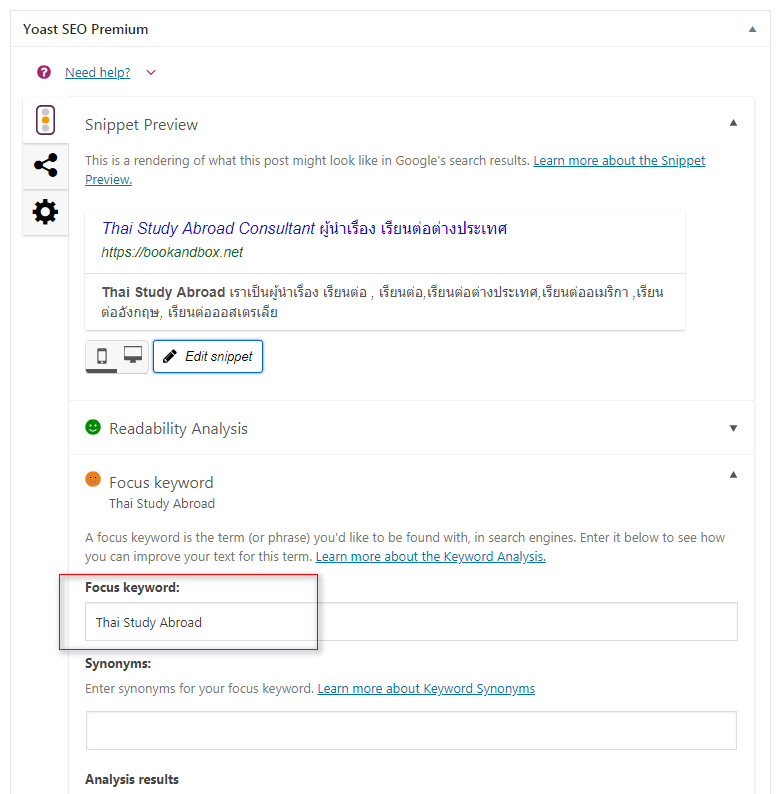 Yoast SEO Premium
Need help?
Snippet Preview
This is a rendering of what this post might look like in Google's search results. Learn more about the Snippet
Preview.
Thai Study Abroad Consultant ผู้นำเรื่อง เรียนต่อต่างประเทศ
https://bookandbox.net
Thai Study Abroad เราเป็นผู้นำเรื่อง เรียนต่อ , เรียนต่อ,เรียนต่อต่างประเทศ,เรียนต่ออเมริกา ,เรียน
ต่ออังกฤษ, เรียนต่อออสเตรเลีย
Edit snippet
Readability Analysis
Focus keyword
Thai Study Abroad
A focus keyword is the term (or phrase) you'd like to be found with, in search engines. Enter it below to see how
you can improve your text for this term. Learn more about the Keyword Analysis.
Focus keyword:
Thai Study Abroad
Synonyms:
Enter synonyms for your focus keyword. Learn more about Keyword Synonyms
Analysis results